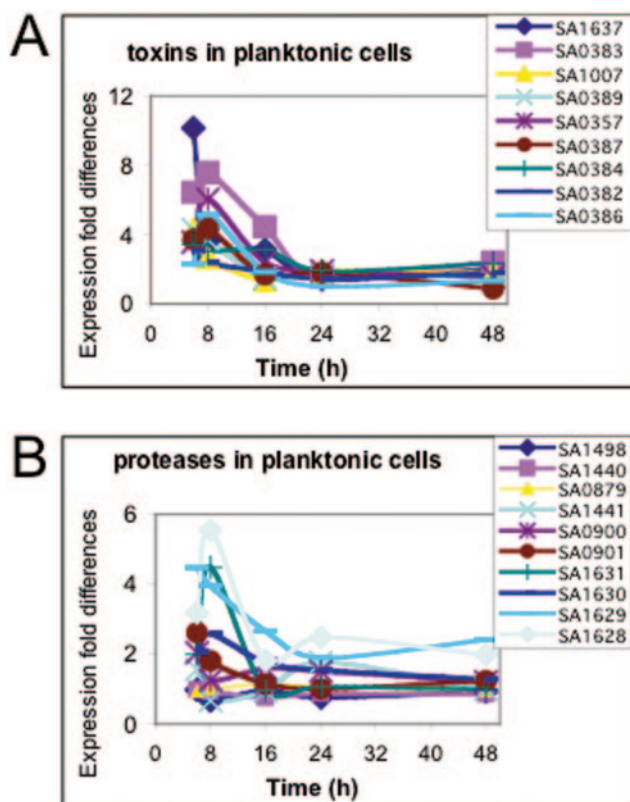 A
toxins in planktonic cells
SA1637
SA0383
SA1007
SA0389
SA0357
SA0387
SA0384
SA0382
SA0386
Expression fold differences
12
8
4
0
0 8 16 24 32 40 48
Time (h)
B
proteases in planktonic cells
SA1498
SA1440
SA0879
SA1441
SA0900
SA0901
SA1631
SA1630
SA1629
SA1628
Expression fold differences
6
4
2
0
0 8 16 24 32 40 48
Time (h)